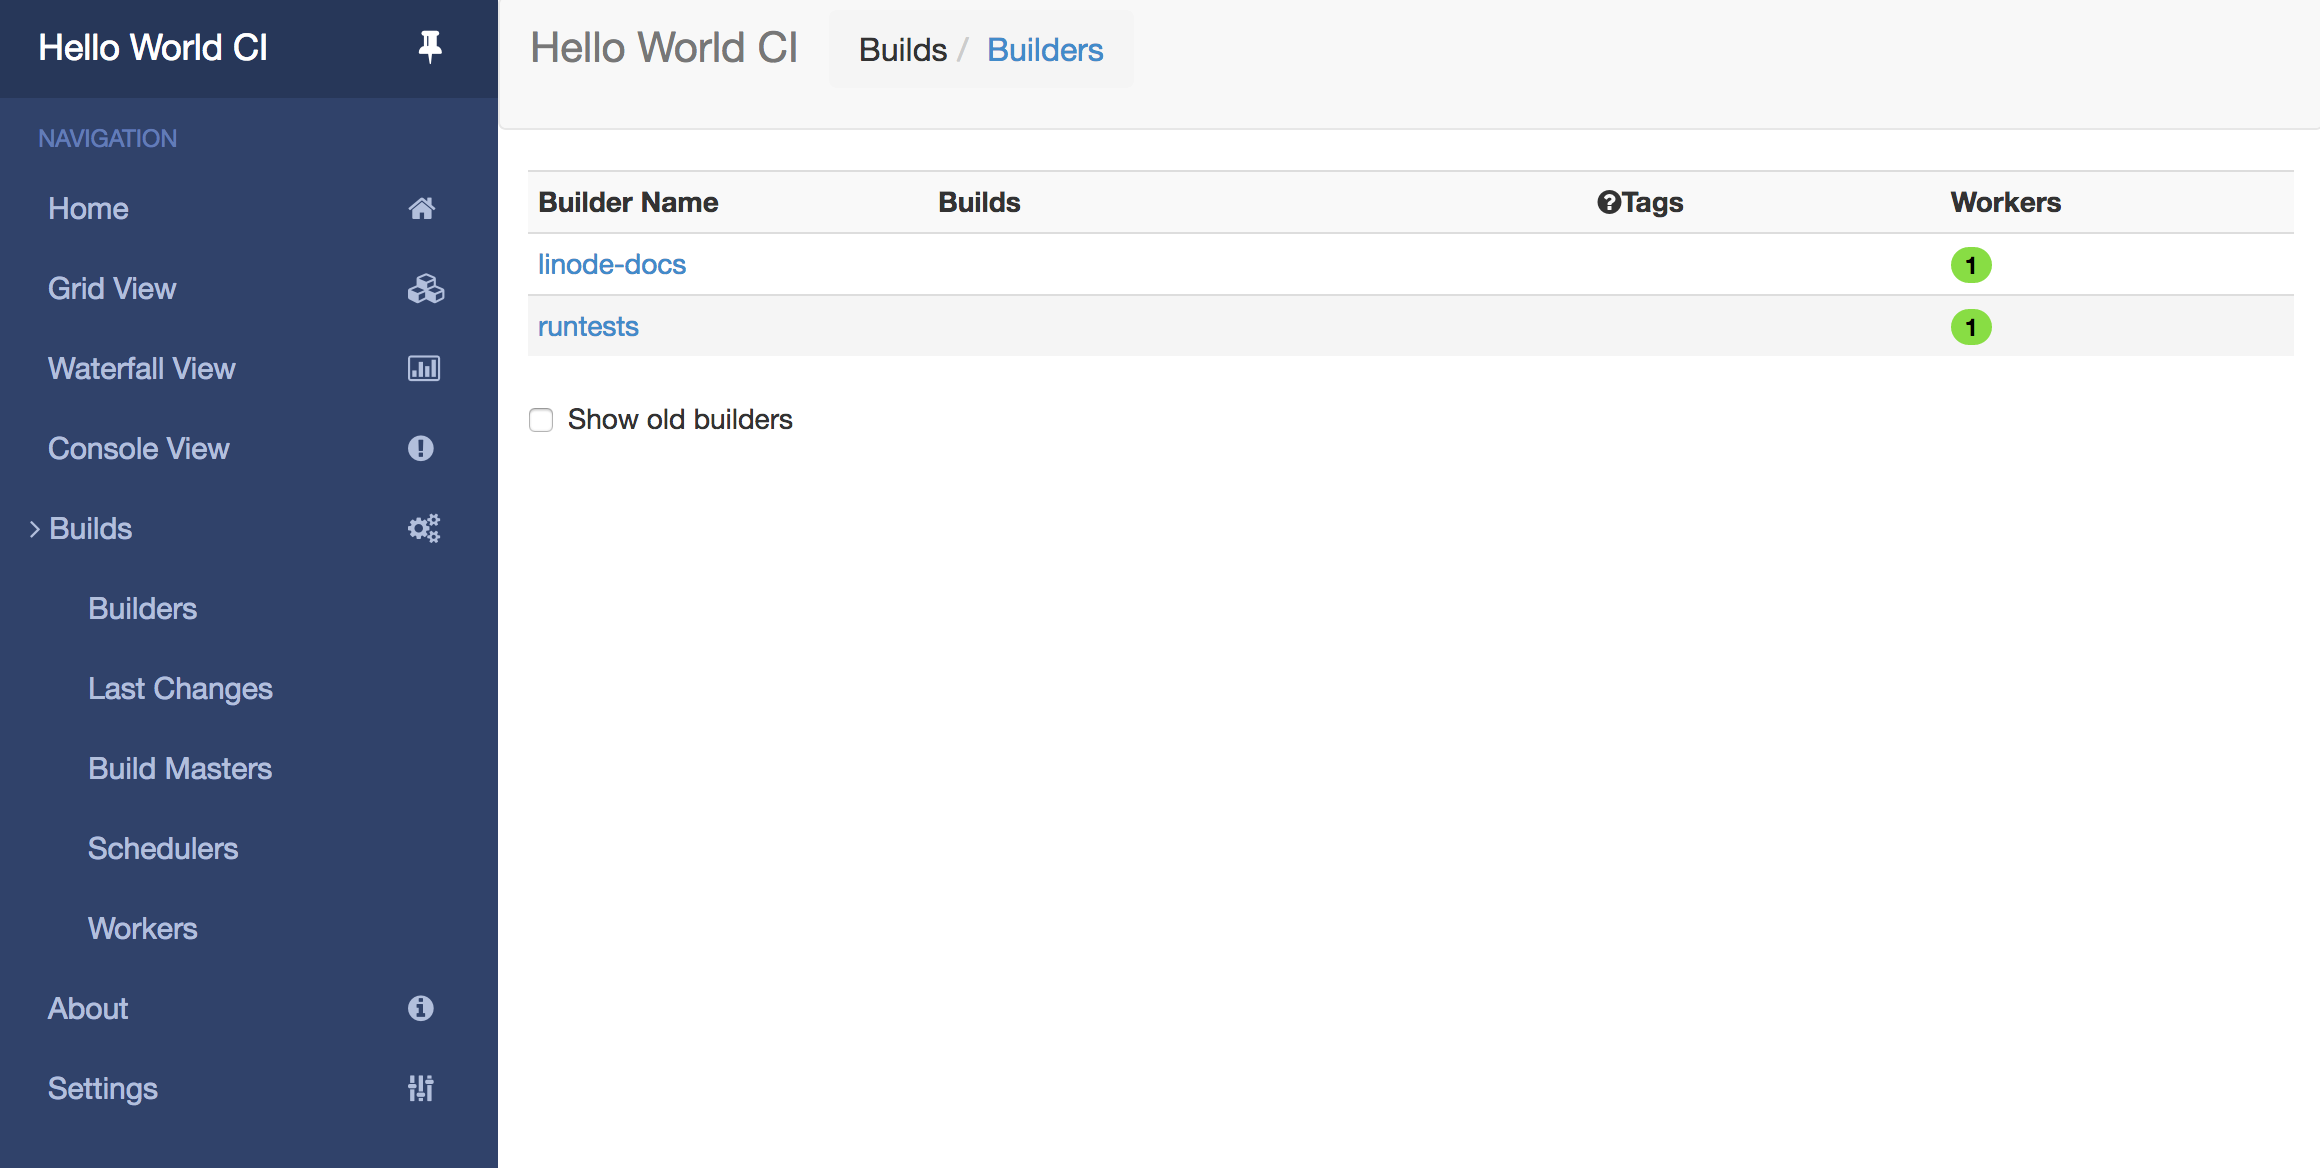 Hello World CI
NAVIGATION
Home
Grid View
Waterfall View
Console View
Builds
Builders
Last Changes
Build Masters
Schedulers
Workers
About
Settings
Hello World CI Builds / Builders
Builder Name Builds Tags Workers
linode-docs 1
runtests 1
Show old builders